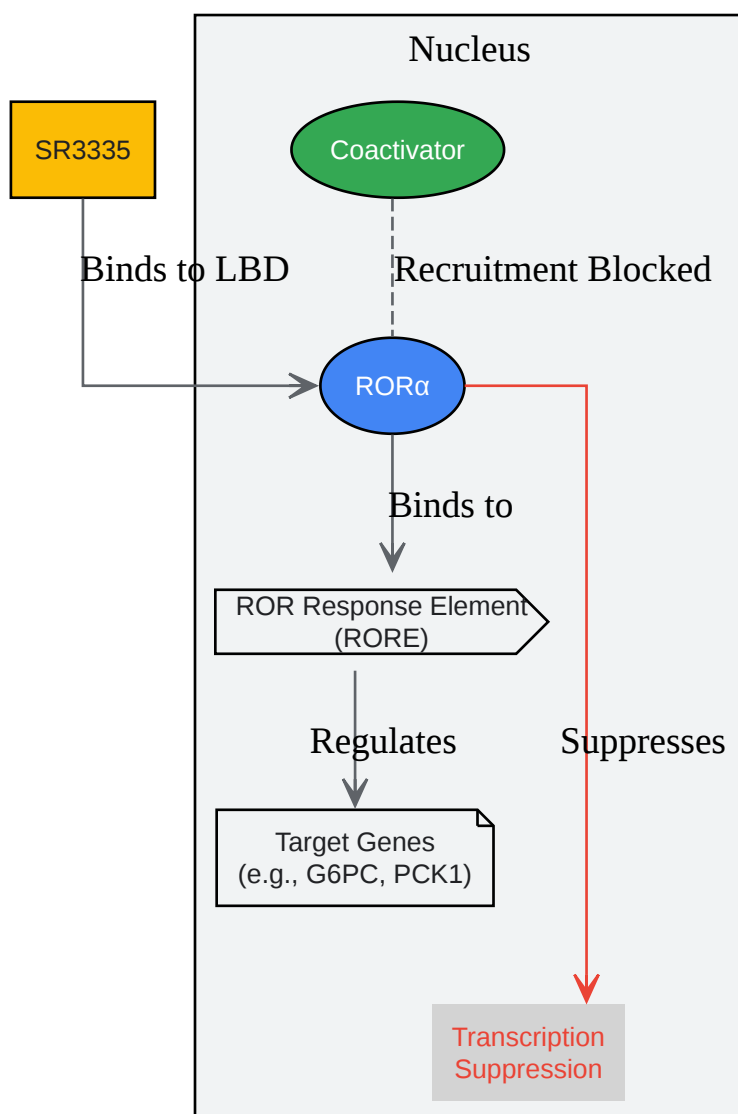 Nucleus
SR3335
Coactivator
Binds to LBD
Recruitment Blocked
RORα
Binds to
ROR Response Element
(RORE)
Regulates
Suppresses
Target Genes
(e.g., G6PC, PCK1)
Transcription
Suppression